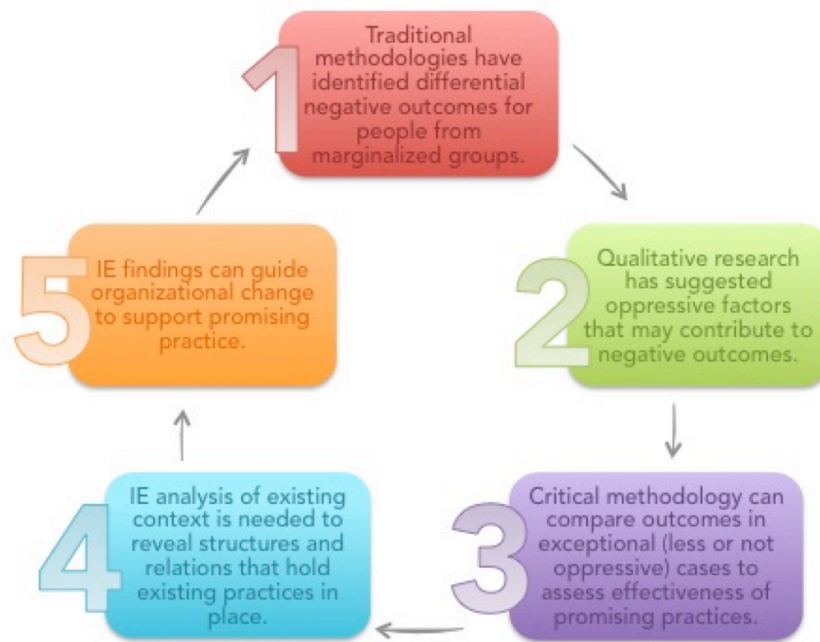 1
Traditional
methodologies have
identified differential
negative outcomes for
people from
marginalized groups.
2
Qualitative research
has suggested
oppressive factors
that may contribute to
negative outcomes.
3
Critical methodology can
compare outcomes in
exceptional (less or not
oppressive) cases to
assess effectiveness of
promising practices.
4
IE analysis of existing
context is needed to
reveal structures and
relations that hold
existing practices in
place.
5
IE findings can guide
organizational change
to support promising
practice.